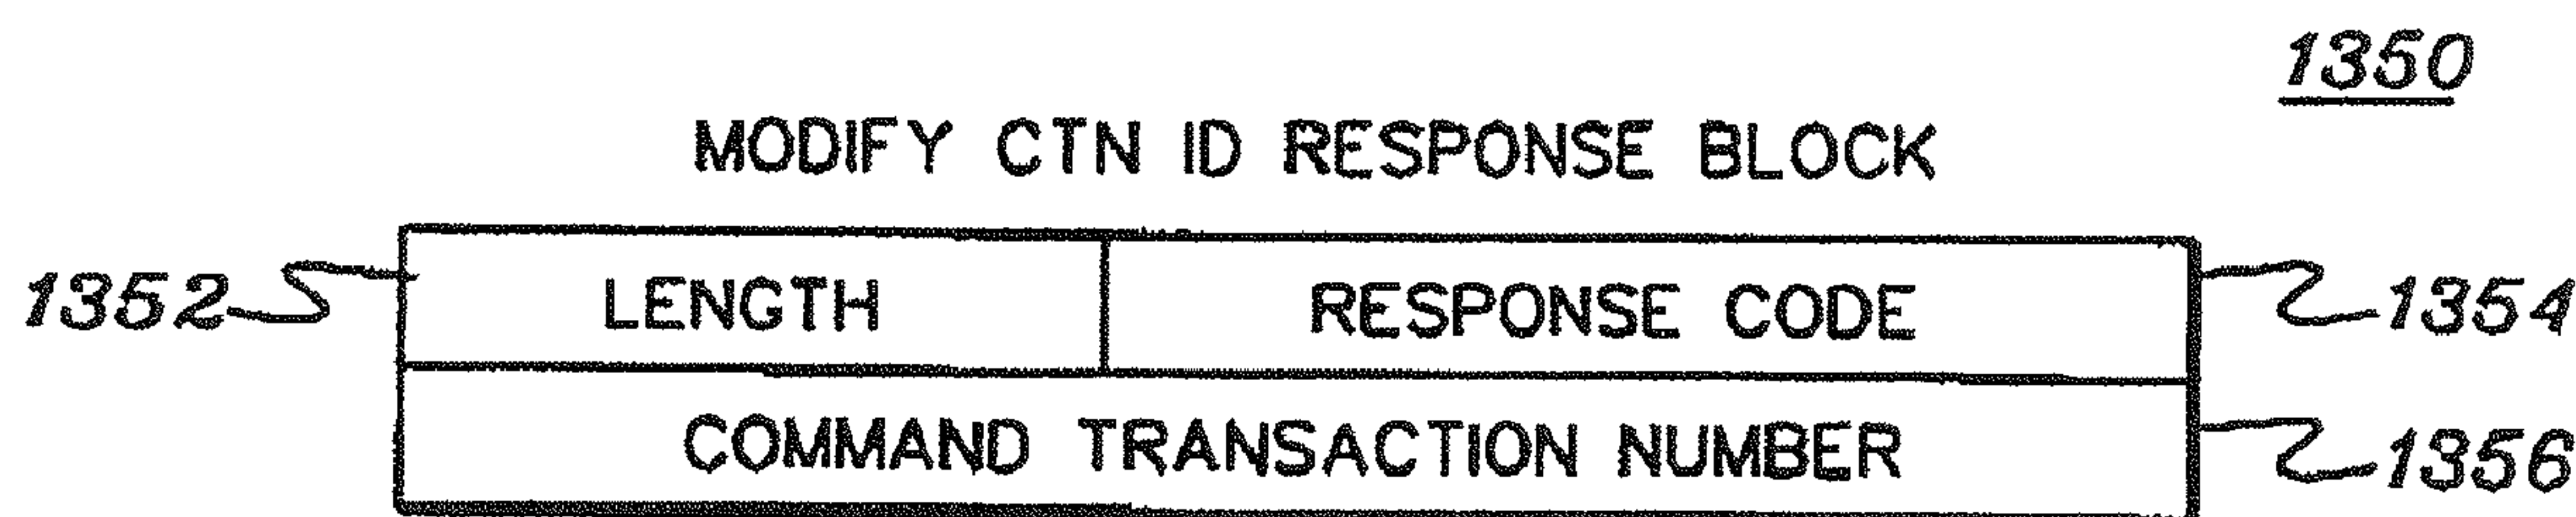 1350
MODIFY CTN ID RESPONSE BLOCK
1352 LENGTH RESPONSE CODE 1354
COMMAND TRANSACTION NUMBER 1356